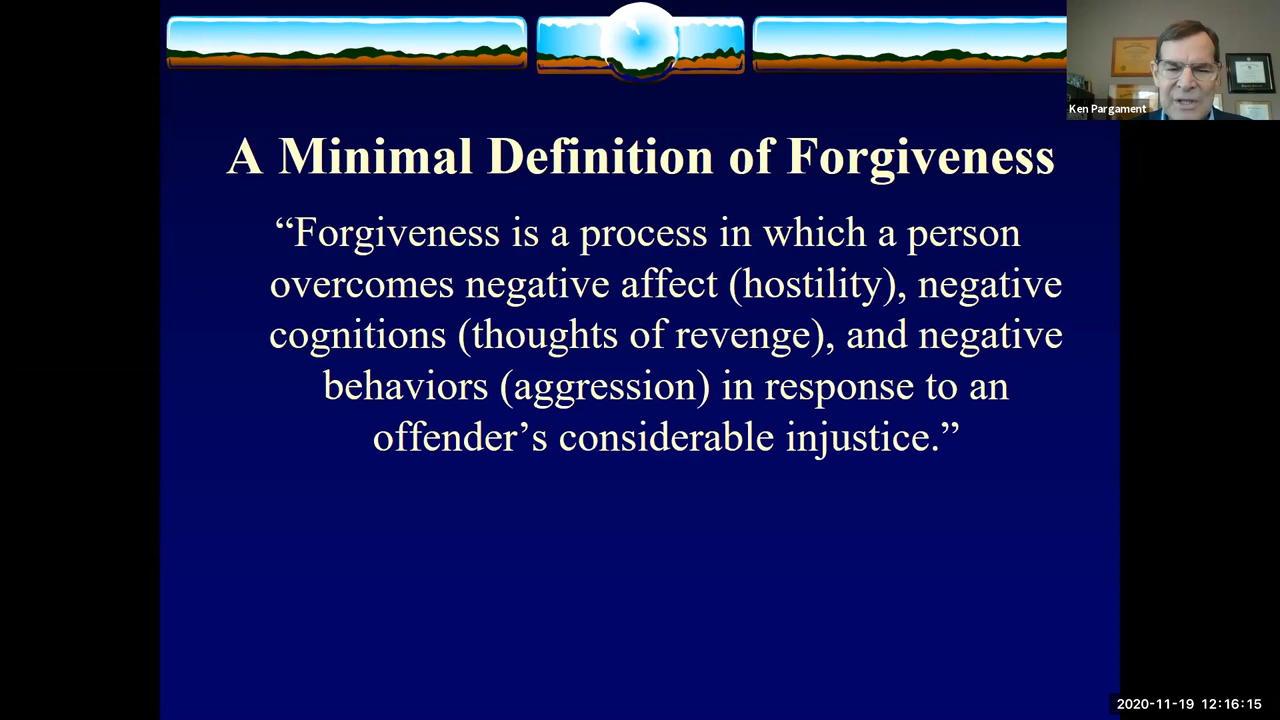 Ken Pargament
A Minimal Definition of Forgiveness
“Forgiveness is a process in which a person
overcomes negative affect (hostility), negative
cognitions (thoughts of revenge), and negative
behaviors (aggression) in response to an
offender’s considerable injustice.”
2020-11-19 12:16:15